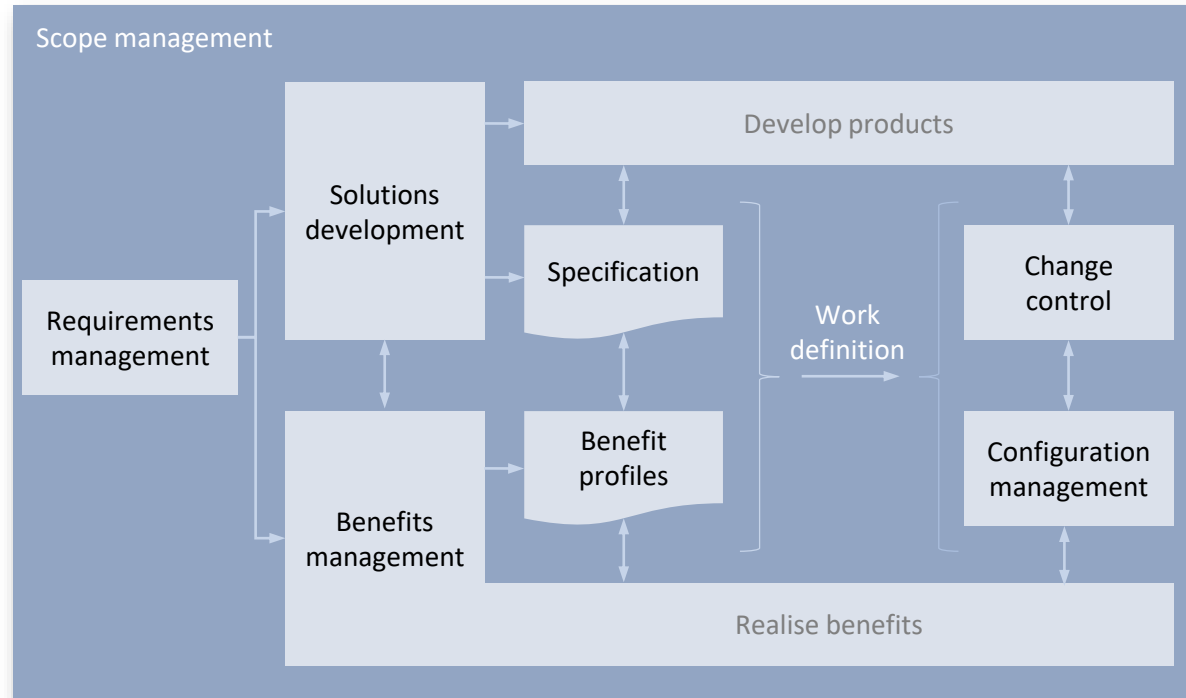 Scope management
Develop products
Solutions
development
Specification
Change
control
Requirements
management
Work
definition
Benefit
profiles
Configuration
management
Benefits
management
Realise benefits